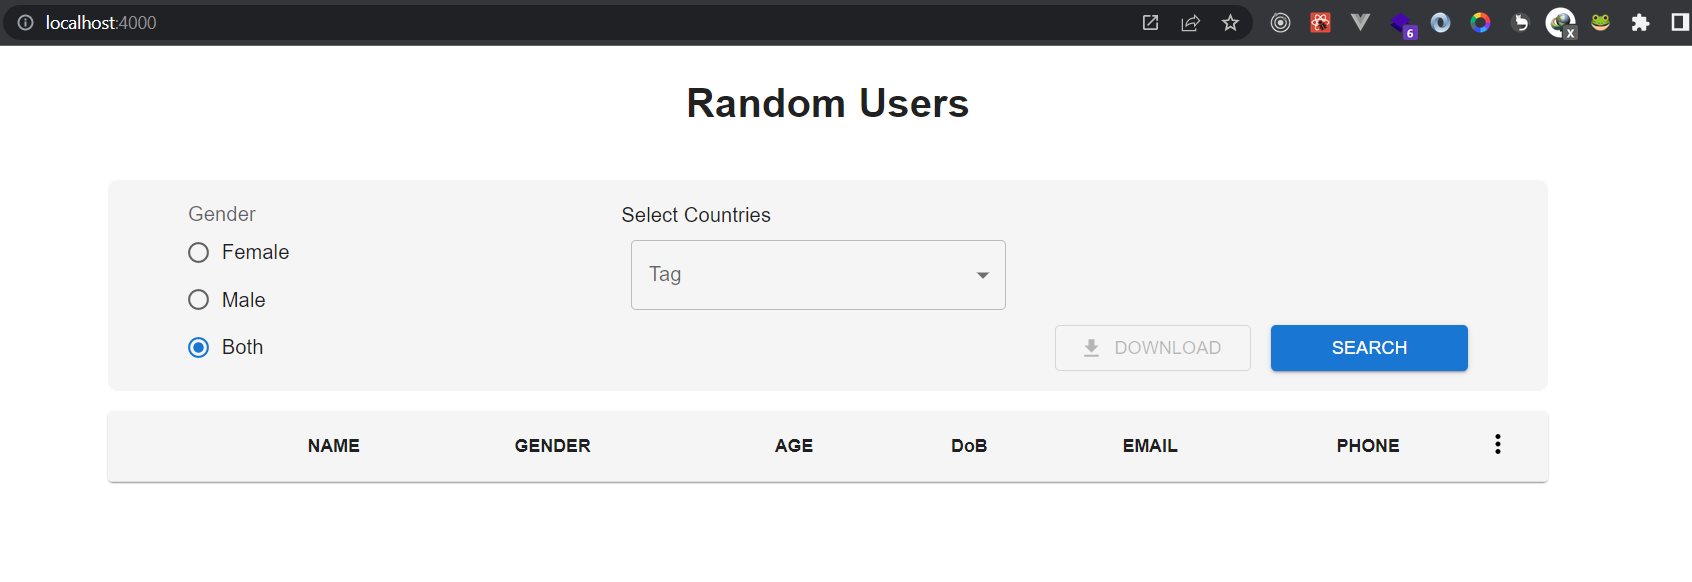 localhost:4000
6
X
Random Users
Gender
Select Countries
Female
Tag
Male
Both
DOWNLOAD
SEARCH
NAME GENDER AGE DoB EMAIL PHONE